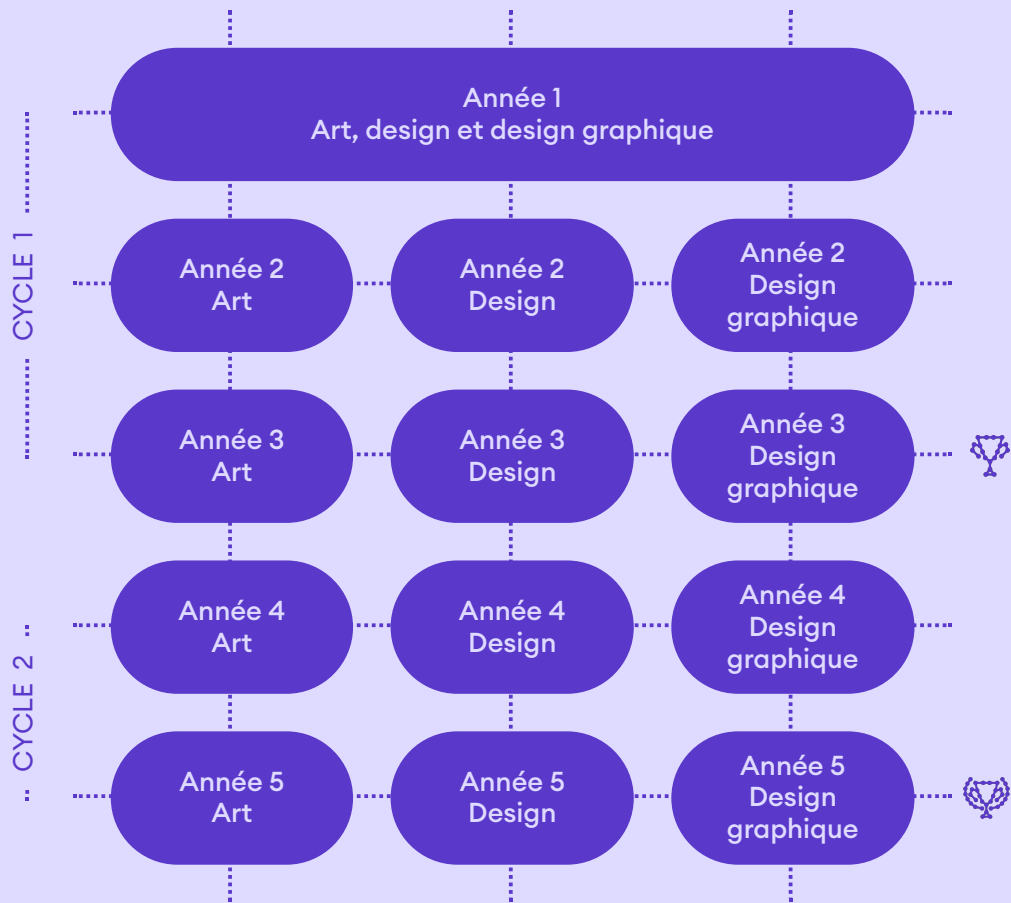 Année 1
Art, design et design graphique
CYCLE 1
Année 2
Art
Année 2
Design
Année 2
Design
graphique
Année 3
Art
Année 3
Design
Année 3
Design
graphique
CYCLE 2
Année 4
Art
Année 4
Design
Année 4
Design
graphique
Année 5
Art
Année 5
Design
Année 5
Design
graphique